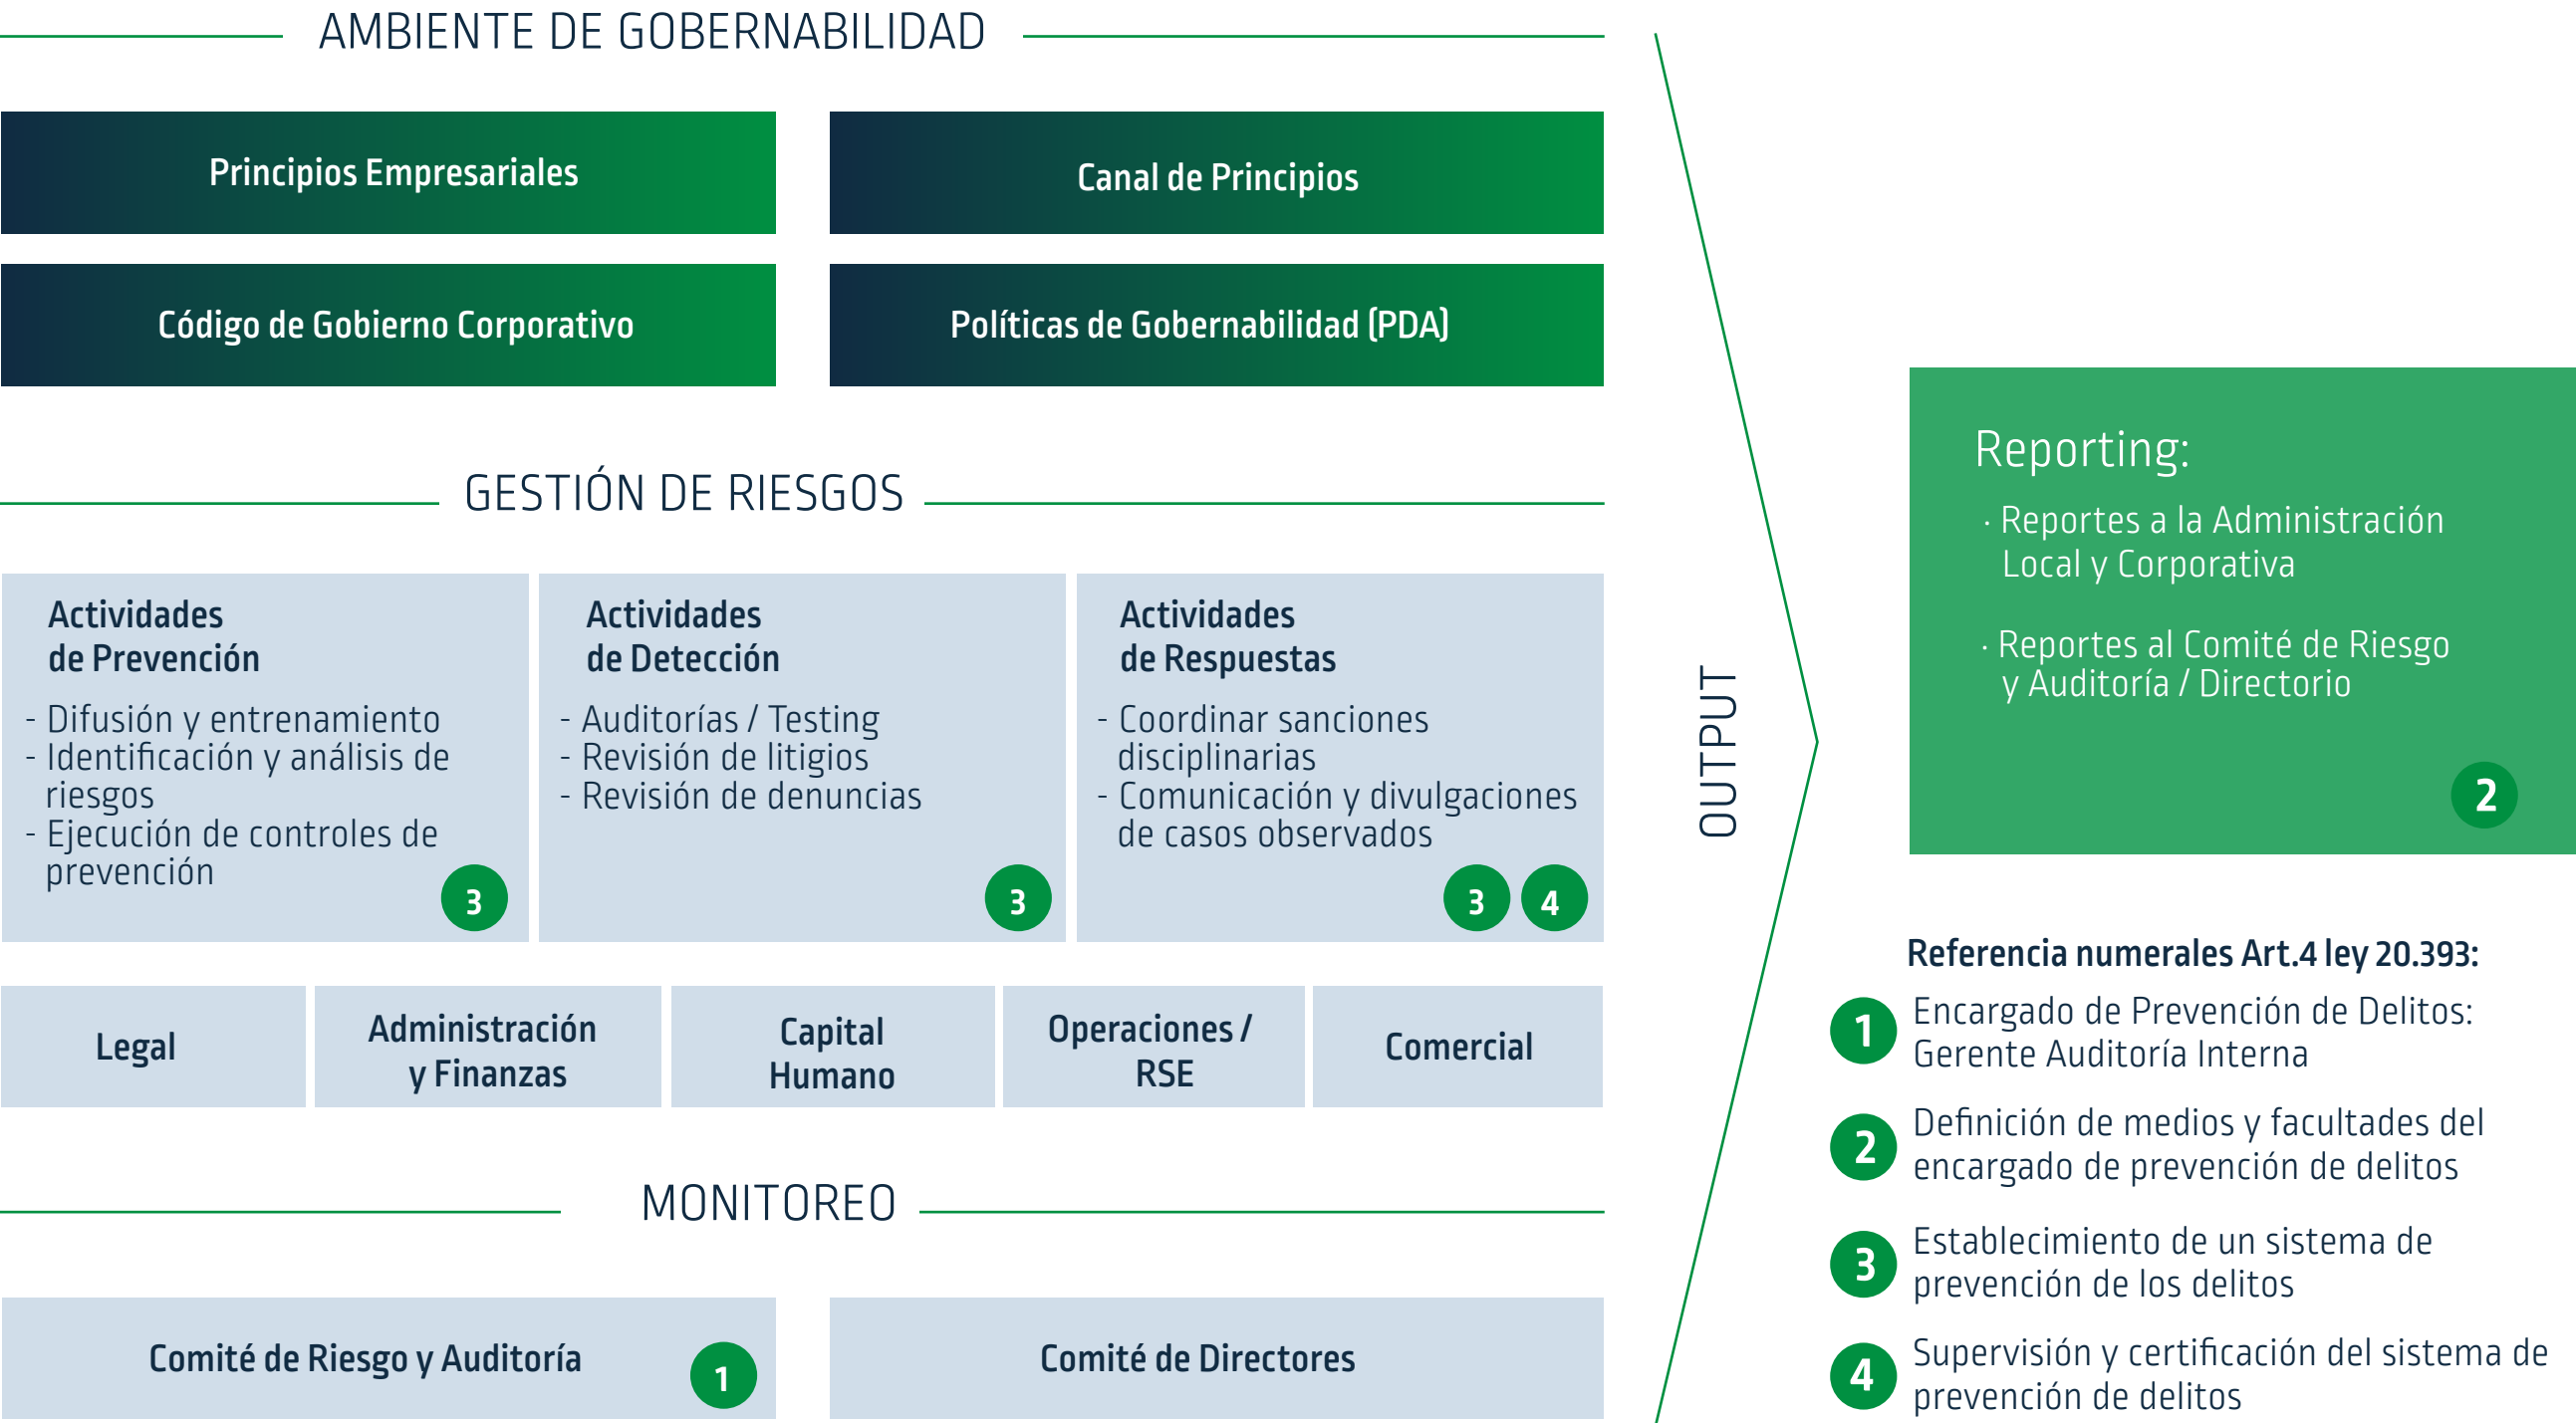 AMBIENTE DE GOBERNABILIDAD
Principios Empresariales
Canal de Principios
Código de Gobierno Corporativo
Políticas de Gobernabilidad (PDA)
GESTIÓN DE RIESGOS
Actividades
de Prevención
- Difusión y entrenamiento
- Identificación y análisis de
riesgos
- Ejecución de controles de
prevención
3
Actividades
de Detección
- Auditorías / Testing
- Revisión de litigios
- Revisión de denuncias
3
Actividades
de Respuestas
- Coordinar sanciones
disciplinarias
- Comunicación y divulgaciones
de casos observados
3 4
Legal
Administración
y Finanzas
Capital
Humano
Operaciones /
RSE
Comercial
MONITOREO
Comité de Riesgo y Auditoría
1
Comité de Directores
OUTPUT
Reporting:
· Reportes a la Administración
Local y Corporativa
· Reportes al Comité de Riesgo
y Auditoría / Directorio
2
Referencia numerales Art.4 ley 20.393:
1 Encargado de Prevención de Delitos:
Gerente Auditoría Interna
2 Definición de medios y facultades del
encargado de prevención de delitos
3 Establecimiento de un sistema de
prevención de los delitos
4 Supervisión y certificación del sistema de
prevención de delitos